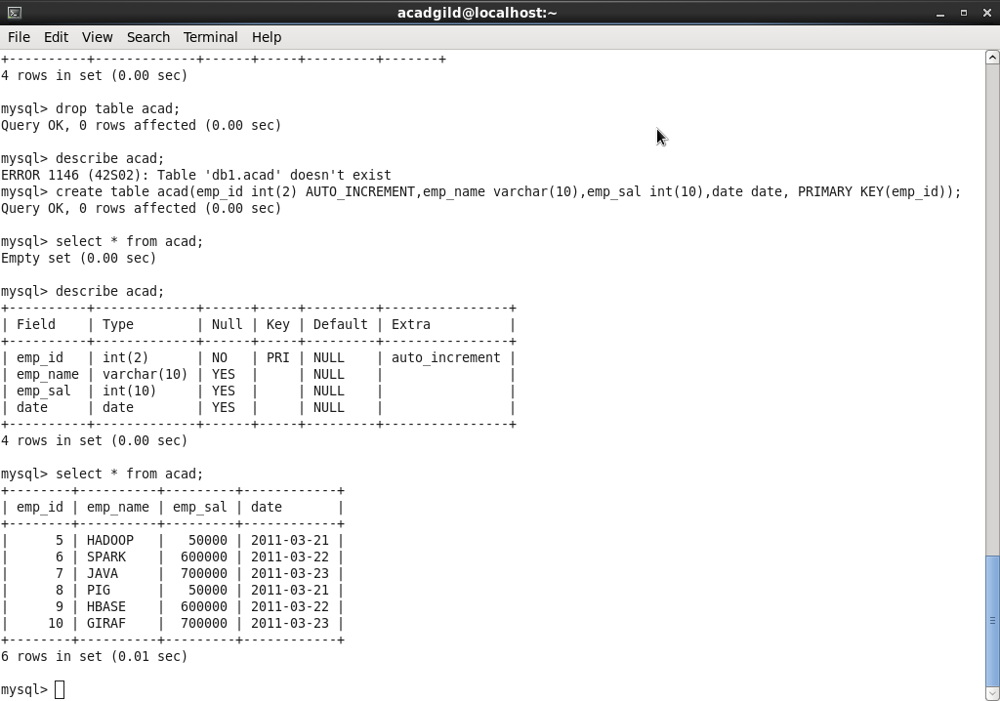 acadgild@localhost:~
File Edit View Search Terminal Help
+----------+-------------+------+-----+---------+-------+
4 rows in set (0.00 sec)

mysql> drop table acad;
Query OK, 0 rows affected (0.00 sec)

mysql> describe acad;
ERROR 1146 (42S02): Table 'db1.acad' doesn't exist
mysql> create table acad(emp_id int(2) AUTO_INCREMENT,emp_name varchar(10),emp_sal int(10),date date, PRIMARY KEY(emp_id));
Query OK, 0 rows affected (0.00 sec)

mysql> select * from acad;
Empty set (0.00 sec)

mysql> describe acad;
+----------+-------------+------+-----+---------+----------------+
| Field    | Type        | Null | Key | Default | Extra          |
+----------+-------------+------+-----+---------+----------------+
| emp_id   | int(2)      | NO   | PRI | NULL    | auto_increment |
| emp_name | varchar(10) | YES  |     | NULL    |                |
| emp_sal  | int(10)     | YES  |     | NULL    |                |
| date     | date        | YES  |     | NULL    |                |
+----------+-------------+------+-----+---------+----------------+
4 rows in set (0.00 sec)

mysql> select * from acad;
+--------+----------+---------+------------+
| emp_id | emp_name | emp_sal | date       |
+--------+----------+---------+------------+
|      5 | HADOOP   |   50000 | 2011-03-21 |
|      6 | SPARK    |  600000 | 2011-03-22 |
|      7 | JAVA     |  700000 | 2011-03-23 |
|      8 | PIG      |   50000 | 2011-03-21 |
|      9 | HBASE    |  600000 | 2011-03-22 |
|     10 | GIRAF    |  700000 | 2011-03-23 |
+--------+----------+---------+------------+
6 rows in set (0.01 sec)

mysql>